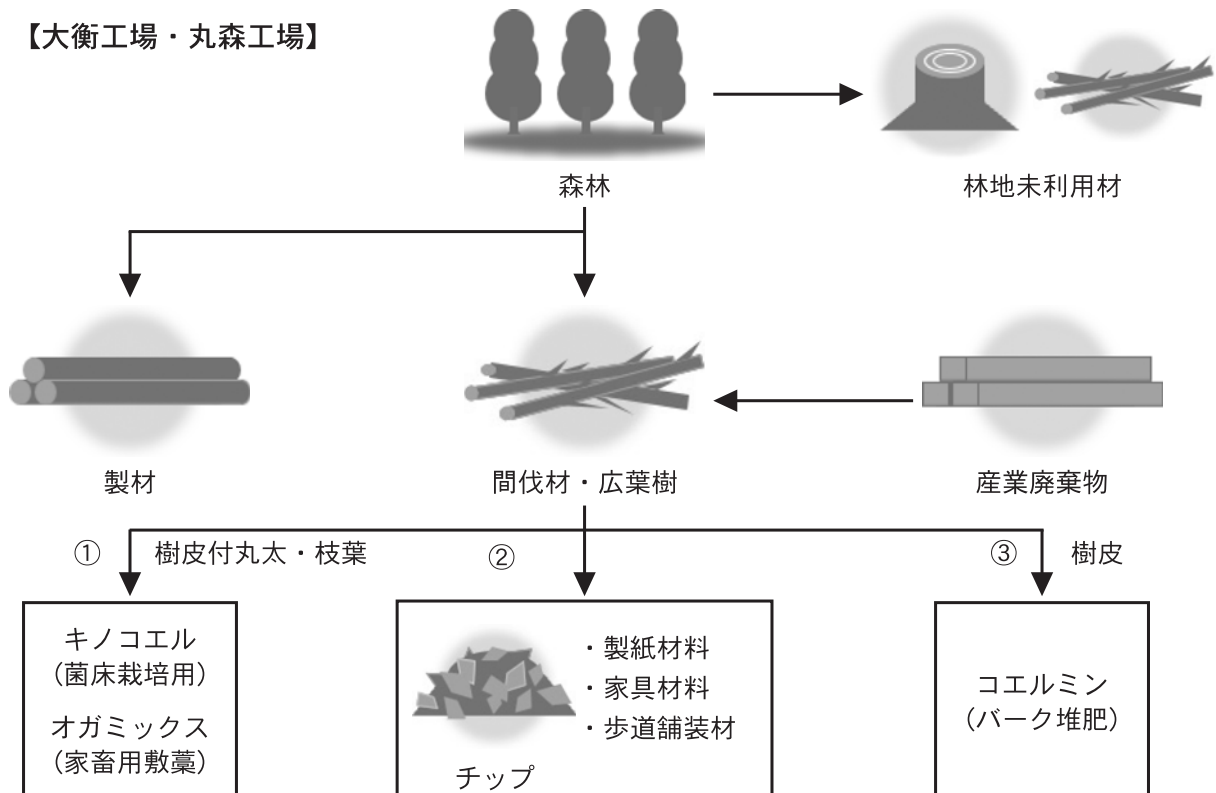 【大衡工場・丸森工場】
森林
林地未利用材
製材
間伐材・広葉樹
産業廃棄物
①
樹皮付丸太・枝葉
②
③
樹皮
キノコエル
（菌床栽培用）
オガミックス
（家畜用敷藁）
・製紙材料
・家具材料
・歩道舗装材
チップ
コエルミン
（バーク堆肥）